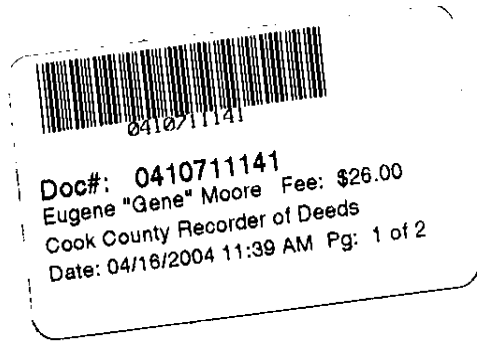 0410711141
Doc#: 0410711141
Eugene "Gene" Moore Fee: $26.00
Cook County Recorder of Deeds
Date: 04/16/2004 11:39 AM Pg: 1 of 2